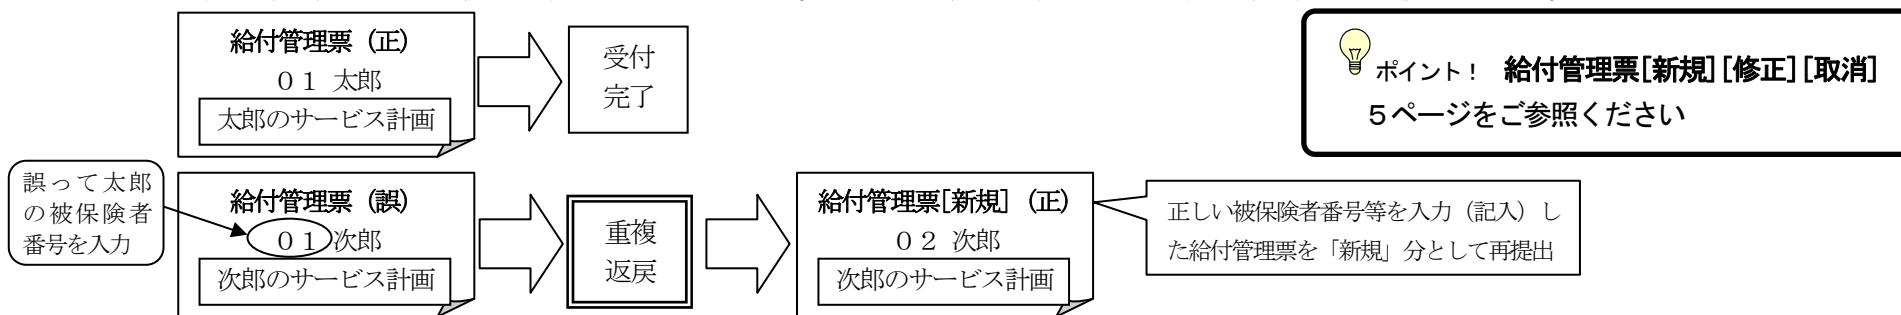 給付管理票（正）
０１ 太郎
太郎のサービス計画
受付
完了
ポイント！ 給付管理票[新規][修正][取消]
５ページをご参照ください
誤って太郎
の被保険者
番号を入力
給付管理票（誤）
０１ 次郎
次郎のサービス計画
重複
返戻
給付管理票[新規]（正）
０２ 次郎
次郎のサービス計画
正しい被保険者番号等を入力（記入）し
た給付管理票を「新規」分として再提出